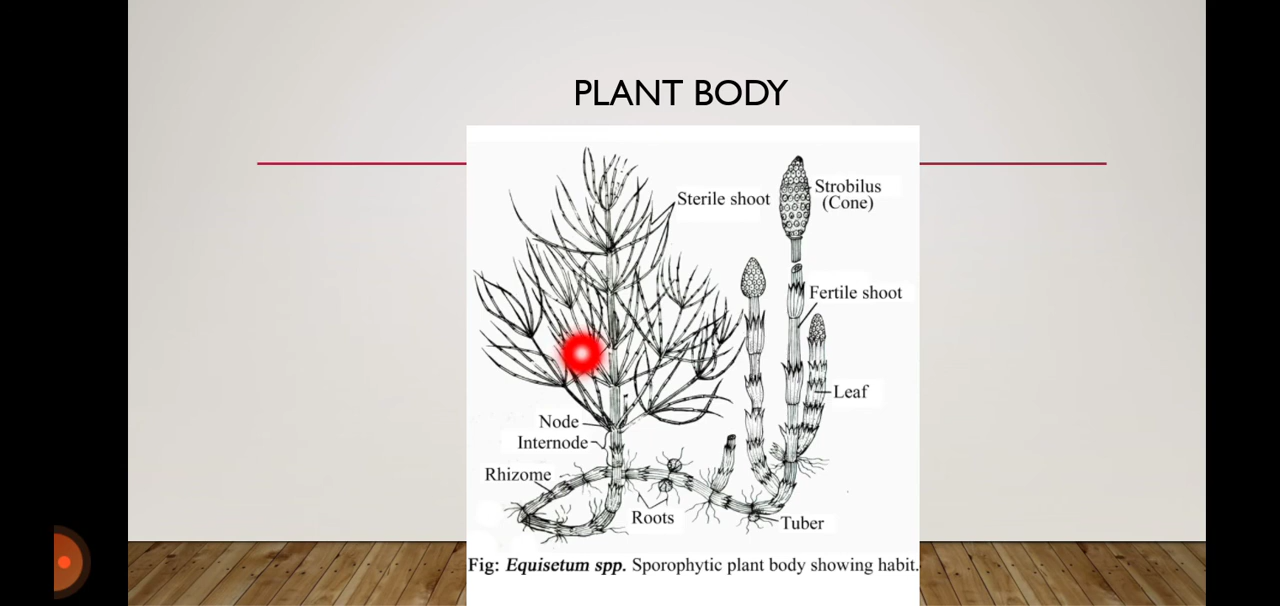 PLANT BODY
Sterile shoot
Strobilus
(Cone)
Fertile shoot
Leaf
Node
Internode
Rhizome
Roots
Tuber
Fig: Equisetum spp. Sporophytic plant body showing habit.